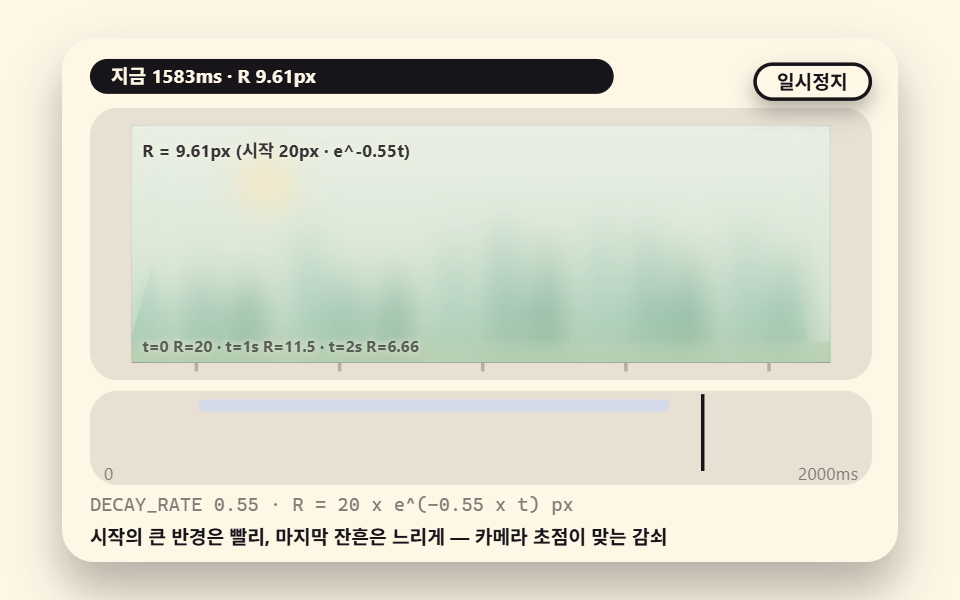 지금 1583ms · R 9.61px
일시정지
R = 9.61px (시작 20px · e^-0.55t)
t=0 R=20 · t=1s R=11.5 · t=2s R=6.66
0
2000ms
DECAY_RATE 0.55 · R = 20 x e^(−0.55 x t) px
시작의 큰 반경은 빨리, 마지막 잔흔은 느리게 — 카메라 초점이 맞는 감쇠